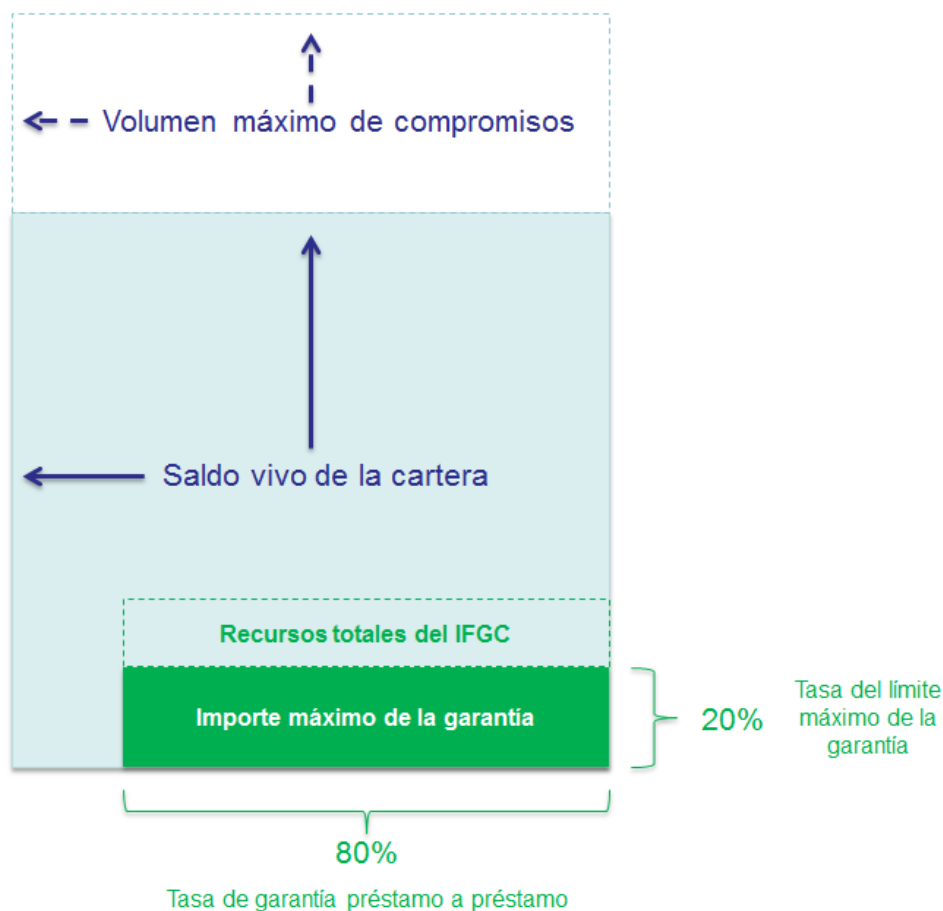 Volumen máximo de compromisos
Saldo vivo de la cartera
Recursos totales del IFGC
Importe máximo de la garantía
20%
Tasa del límite
máximo de la
garantía
80%
Tasa de garantía préstamo a préstamo